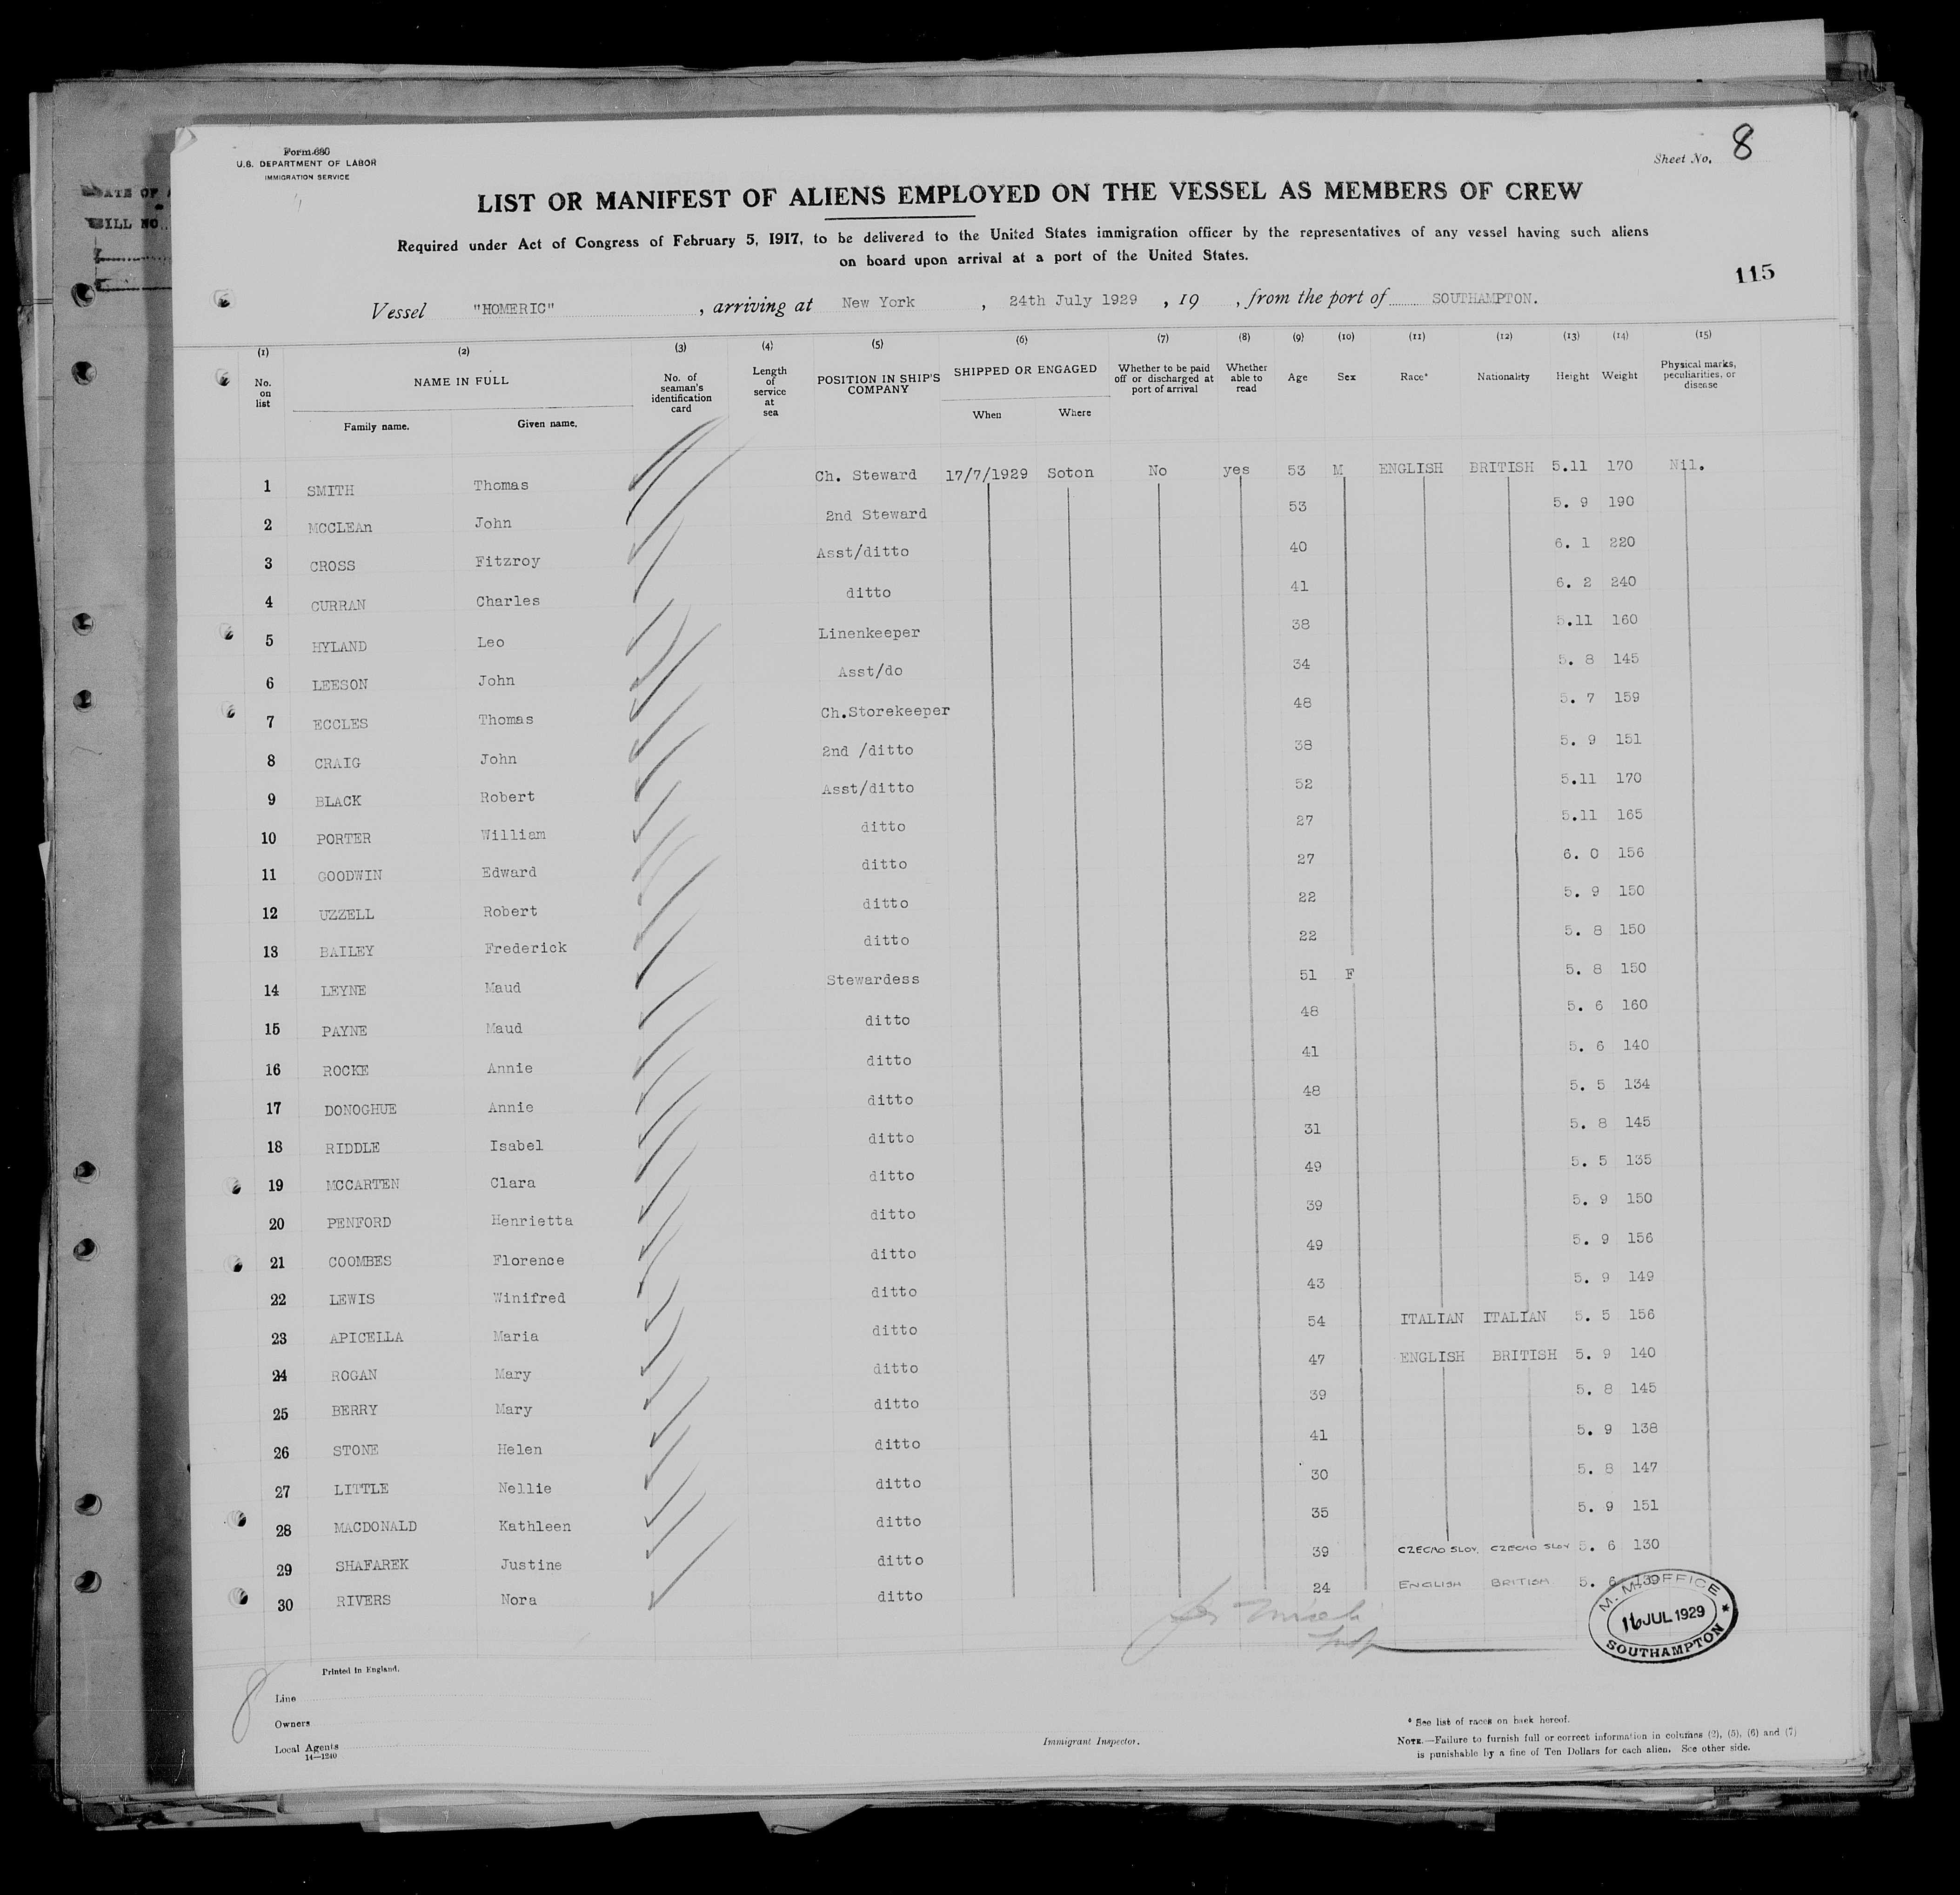 Form 680
U.S. DEPARTMENT OF LABOR
IMMIGRATION SERVICE
Sheet No. 8
LIST OR MANIFEST OF ALIENS EMPLOYED ON THE VESSEL AS MEMBERS OF CREW
Required under Act of Congress of February 5, 1917, to be delivered to the United States immigration officer by the representatives of any vessel having such aliens
on board upon arrival at a port of the United States.
115
Vessel "HOMERIC" , arriving at New York , 24th July 1929 , 19 , from the port of SOUTHAMPTON.
(1) (2) (3) (4) (5) (6) (7) (8) (9) (10) (11) (12) (13) (14) (15)
No. on list NAME IN FULL Family name. Given name. No. of seaman's identification card Length of service at sea POSITION IN SHIP'S COMPANY SHIPPED OR ENGAGED When Where Whether to be paid off or discharged at port of arrival Whether able to read Age Sex Race* Nationality Height Weight Physical marks, peculiarities, or disease
1 SMITH Thomas Ch. Steward 17/7/1929 Soton No yes 53 M ENGLISH BRITISH 5.11 170 Nil.
2 MCCLEAn John 2nd Steward 53 5. 9 190
3 CROSS Fitzroy Asst/ditto 40 6. 1 220
4 CURRAN Charles ditto 41 6. 2 240
5 HYLAND Leo Linenkeeper 38 5.11 160
6 LEESON John Asst/do 34 5. 8 145
7 ECCLES Thomas Ch.Storekeeper 48 5. 7 159
8 CRAIG John 2nd /ditto 38 5. 9 151
9 BLACK Robert Asst/ditto 52 5.11 170
10 PORTER William ditto 27 5.11 165
11 GOODWIN Edward ditto 27 6. 0 156
12 UZZELL Robert ditto 22 5. 9 150
13 BAILEY Frederick ditto 22 5. 8 150
14 LEYNE Maud Stewardess 51 F 5. 8 150
15 PAYNE Maud ditto 48 5. 6 160
16 ROCKE Annie ditto 41 5. 6 140
17 DONOGHUE Annie ditto 48 5. 5 134
18 RIDDLE Isabel ditto 31 5. 8 145
19 MCCARTEN Clara ditto 49 5. 5 135
20 PENFORD Henrietta ditto 39 5. 9 150
21 COOMBES Florence ditto 49 5. 9 156
22 LEWIS Winifred ditto 43 5. 9 149
23 APICELLA Maria ditto 54 ITALIAN ITALIAN 5. 5 156
24 ROGAN Mary ditto 47 ENGLISH BRITISH 5. 9 140
25 BERRY Mary ditto 39 5. 8 145
26 STONE Helen ditto 41 5. 9 138
27 LITTLE Nellie ditto 30 5. 8 147
28 MACDONALD Kathleen ditto 35 5. 9 151
29 SHAFAREK Justine ditto 39 CZECHO SLOV. CZECHO SLOV 5. 6 130
30 RIVERS Nora ditto 24 ENGLISH BRITISH 5. 6 139
M. M. OFFICE
16 JUL 1929
SOUTHAMPTON
8
Printed in England.
Line
Owners
Local Agents
14—1240
Immigrant Inspector.
* See list of races on back hereof.
NOTE.—Failure to furnish full or correct information in columns (2), (5), (6) and (7)
is punishable by a fine of Ten Dollars for each alien. See other side.